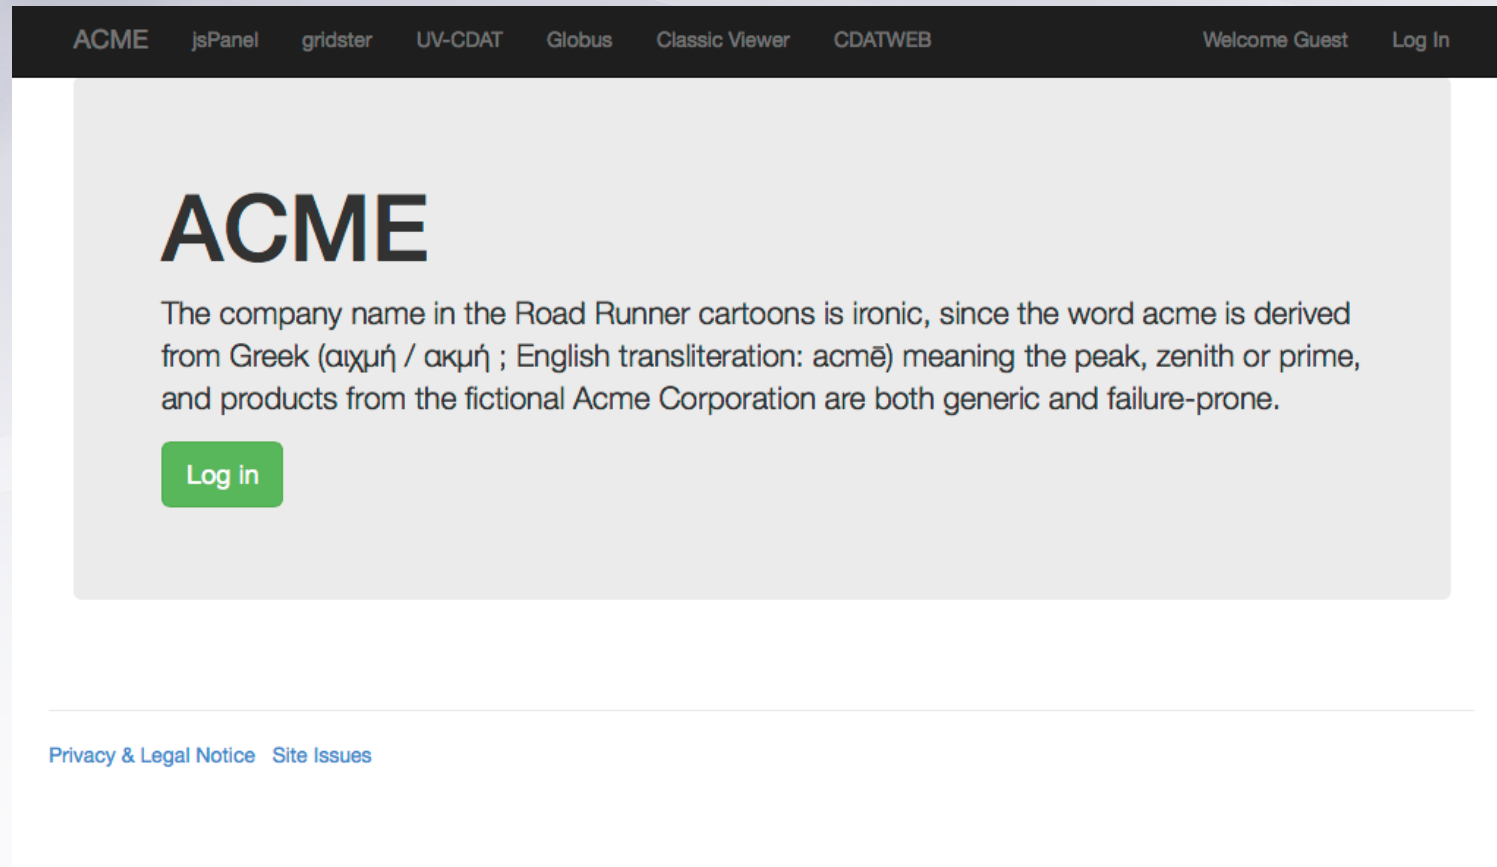 ACME jsPanel gridster UV-CDAT Globus Classic Viewer CDATWEB Welcome Guest Log In
ACME
The company name in the Road Runner cartoons is ironic, since the word acme is derived
from Greek (αιχμή / ακμή ; English transliteration: acmē) meaning the peak, zenith or prime,
and products from the fictional Acme Corporation are both generic and failure-prone.
Log in
Privacy & Legal Notice Site Issues